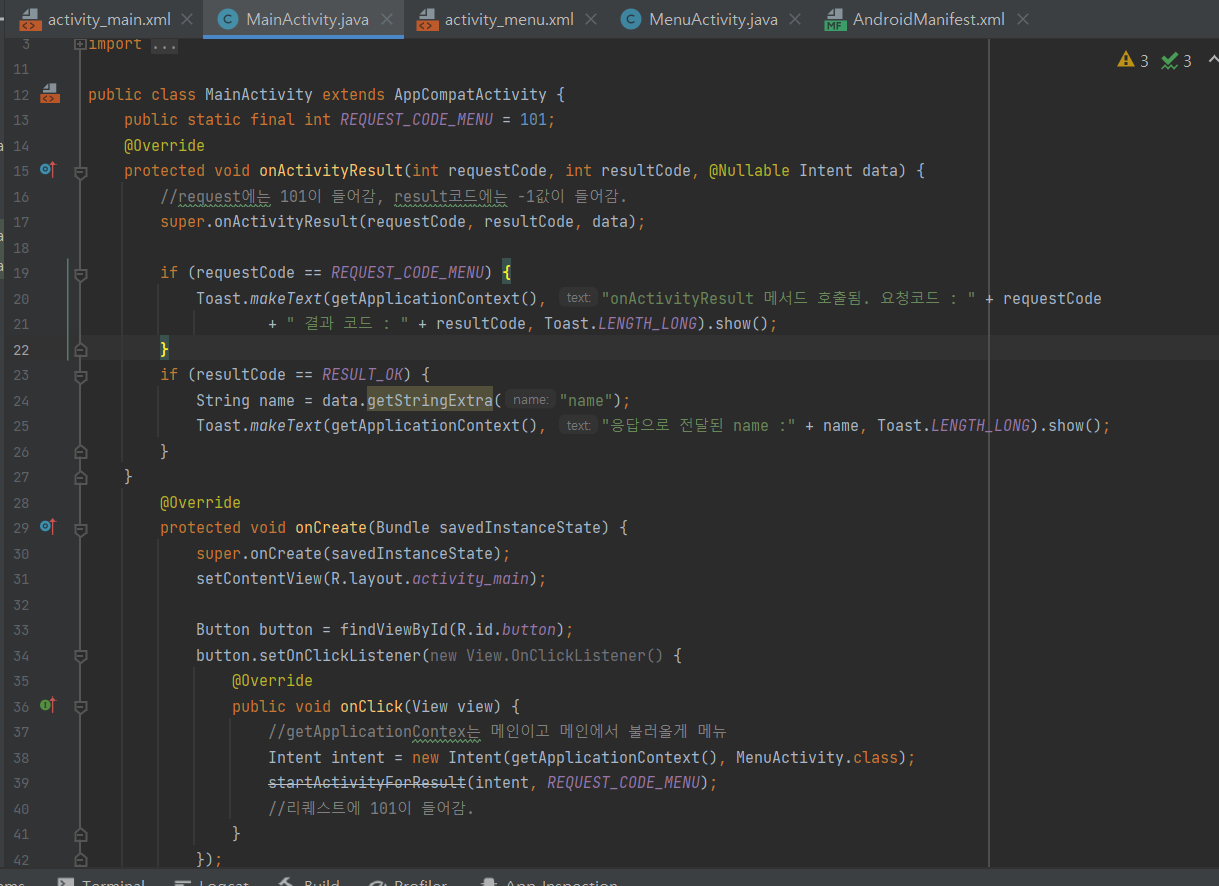 activity_main.xml MainActivity.java activity_menu.xml MenuActivity.java AndroidManifest.xml
3 import ...
3 3
11
12 public class MainActivity extends AppCompatActivity {
13 public static final int REQUEST_CODE_MENU = 101;
14 @Override
15 protected void onActivityResult(int requestCode, int resultCode, @Nullable Intent data) {
16 //request에는 101이 들어감, result코드에는 -1값이 들어감.
17 super.onActivityResult(requestCode, resultCode, data);
18
19 if (requestCode == REQUEST_CODE_MENU) {
20 Toast.makeText(getApplicationContext(), text: "onActivityResult 메서드 호출됨. 요청코드 : " + requestCode
21 + " 결과 코드 : " + resultCode, Toast.LENGTH_LONG).show();
22 }
23 if (resultCode == RESULT_OK) {
24 String name = data.getStringExtra( name: "name");
25 Toast.makeText(getApplicationContext(), text: "응답으로 전달된 name :" + name, Toast.LENGTH_LONG).show();
26 }
27 }
28 @Override
29 protected void onCreate(Bundle savedInstanceState) {
30 super.onCreate(savedInstanceState);
31 setContentView(R.layout.activity_main);
32
33 Button button = findViewById(R.id.button);
34 button.setOnClickListener(new View.OnClickListener() {
35 @Override
36 public void onClick(View view) {
37 //getApplicationContex는 메인이고 메인에서 불러올게 메뉴
38 Intent intent = new Intent(getApplicationContext(), MenuActivity.class);
39 startActivityForResult(intent, REQUEST_CODE_MENU);
40 //리퀘스트에 101이 들어감.
41 }
42 });
Terminal Logcat Build Profiler App Inspection